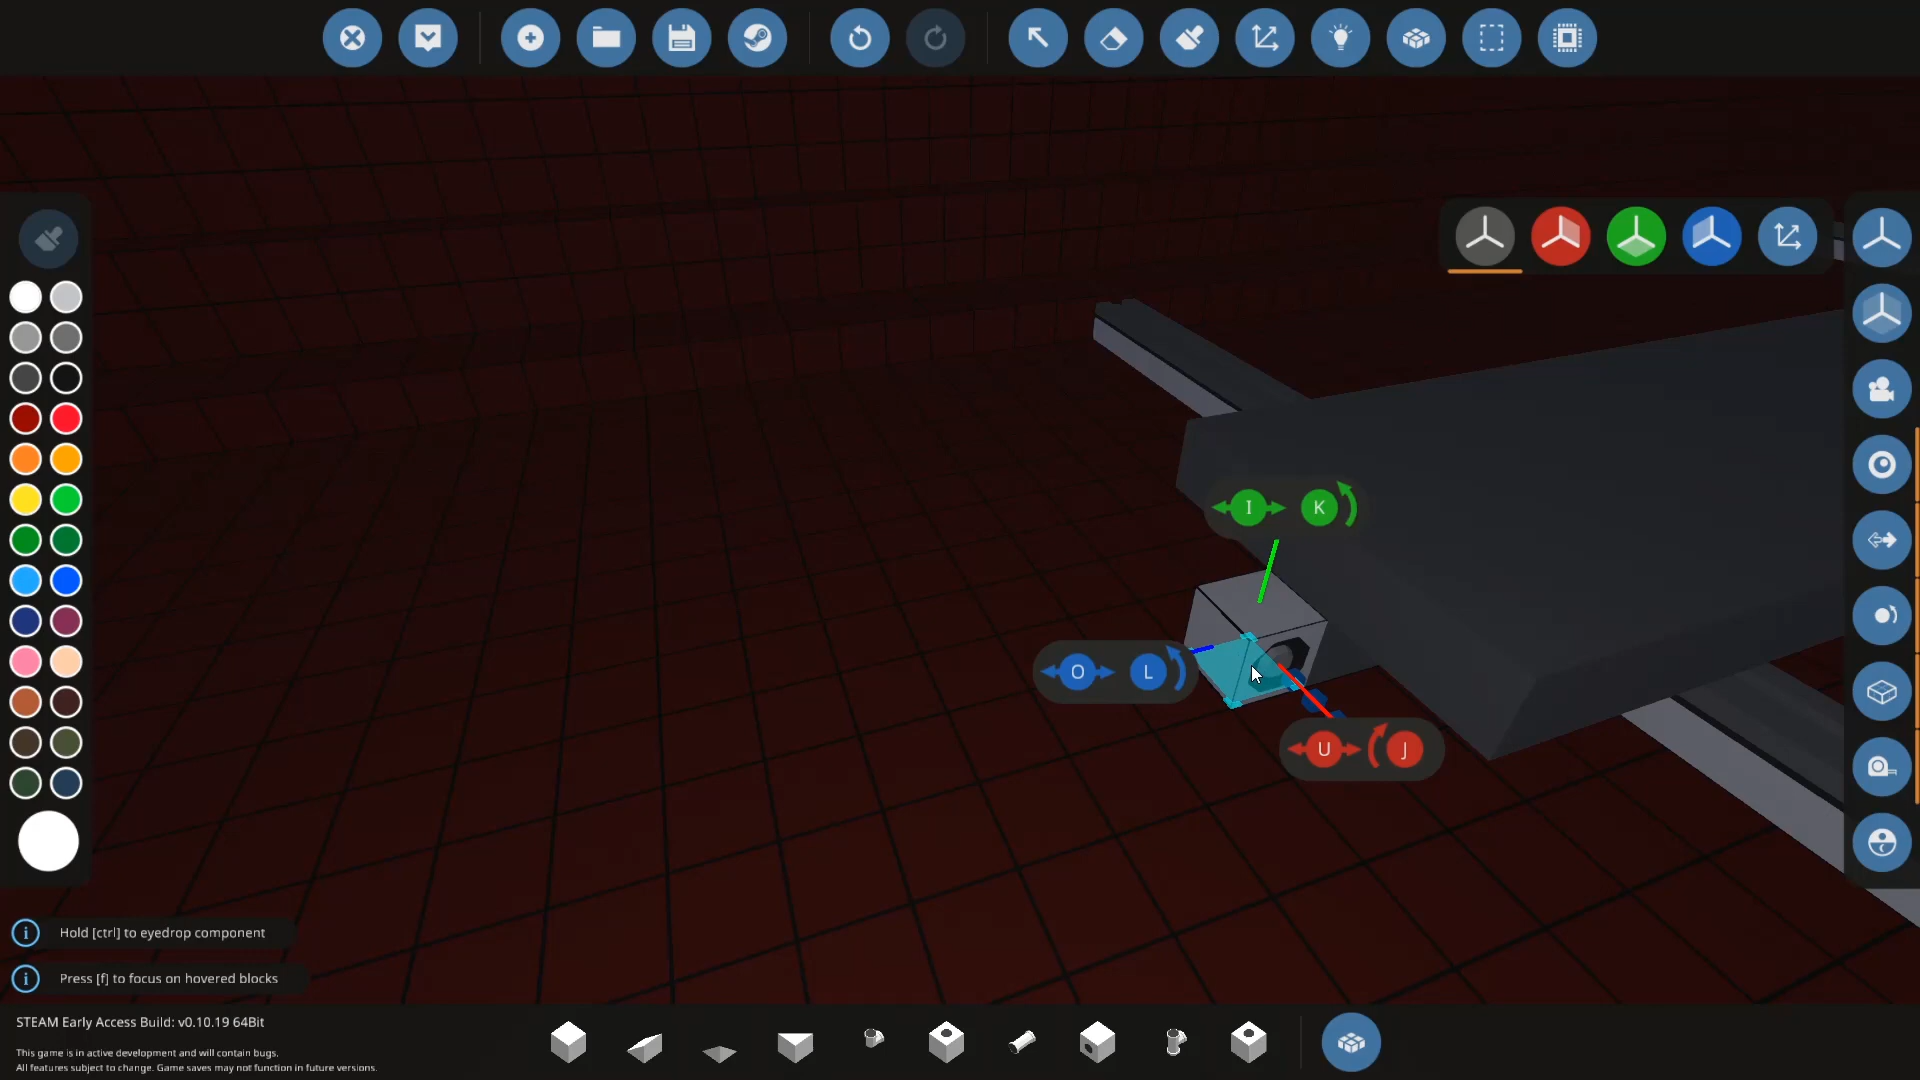 I K
O L
U J
Hold [ctrl] to eyedrop component
Press [f] to focus on hovered blocks
STEAM Early Access Build: v0.10.19 64Bit
This game is in active development and will contain bugs.
All features subject to change. Game saves may not function in future versions.